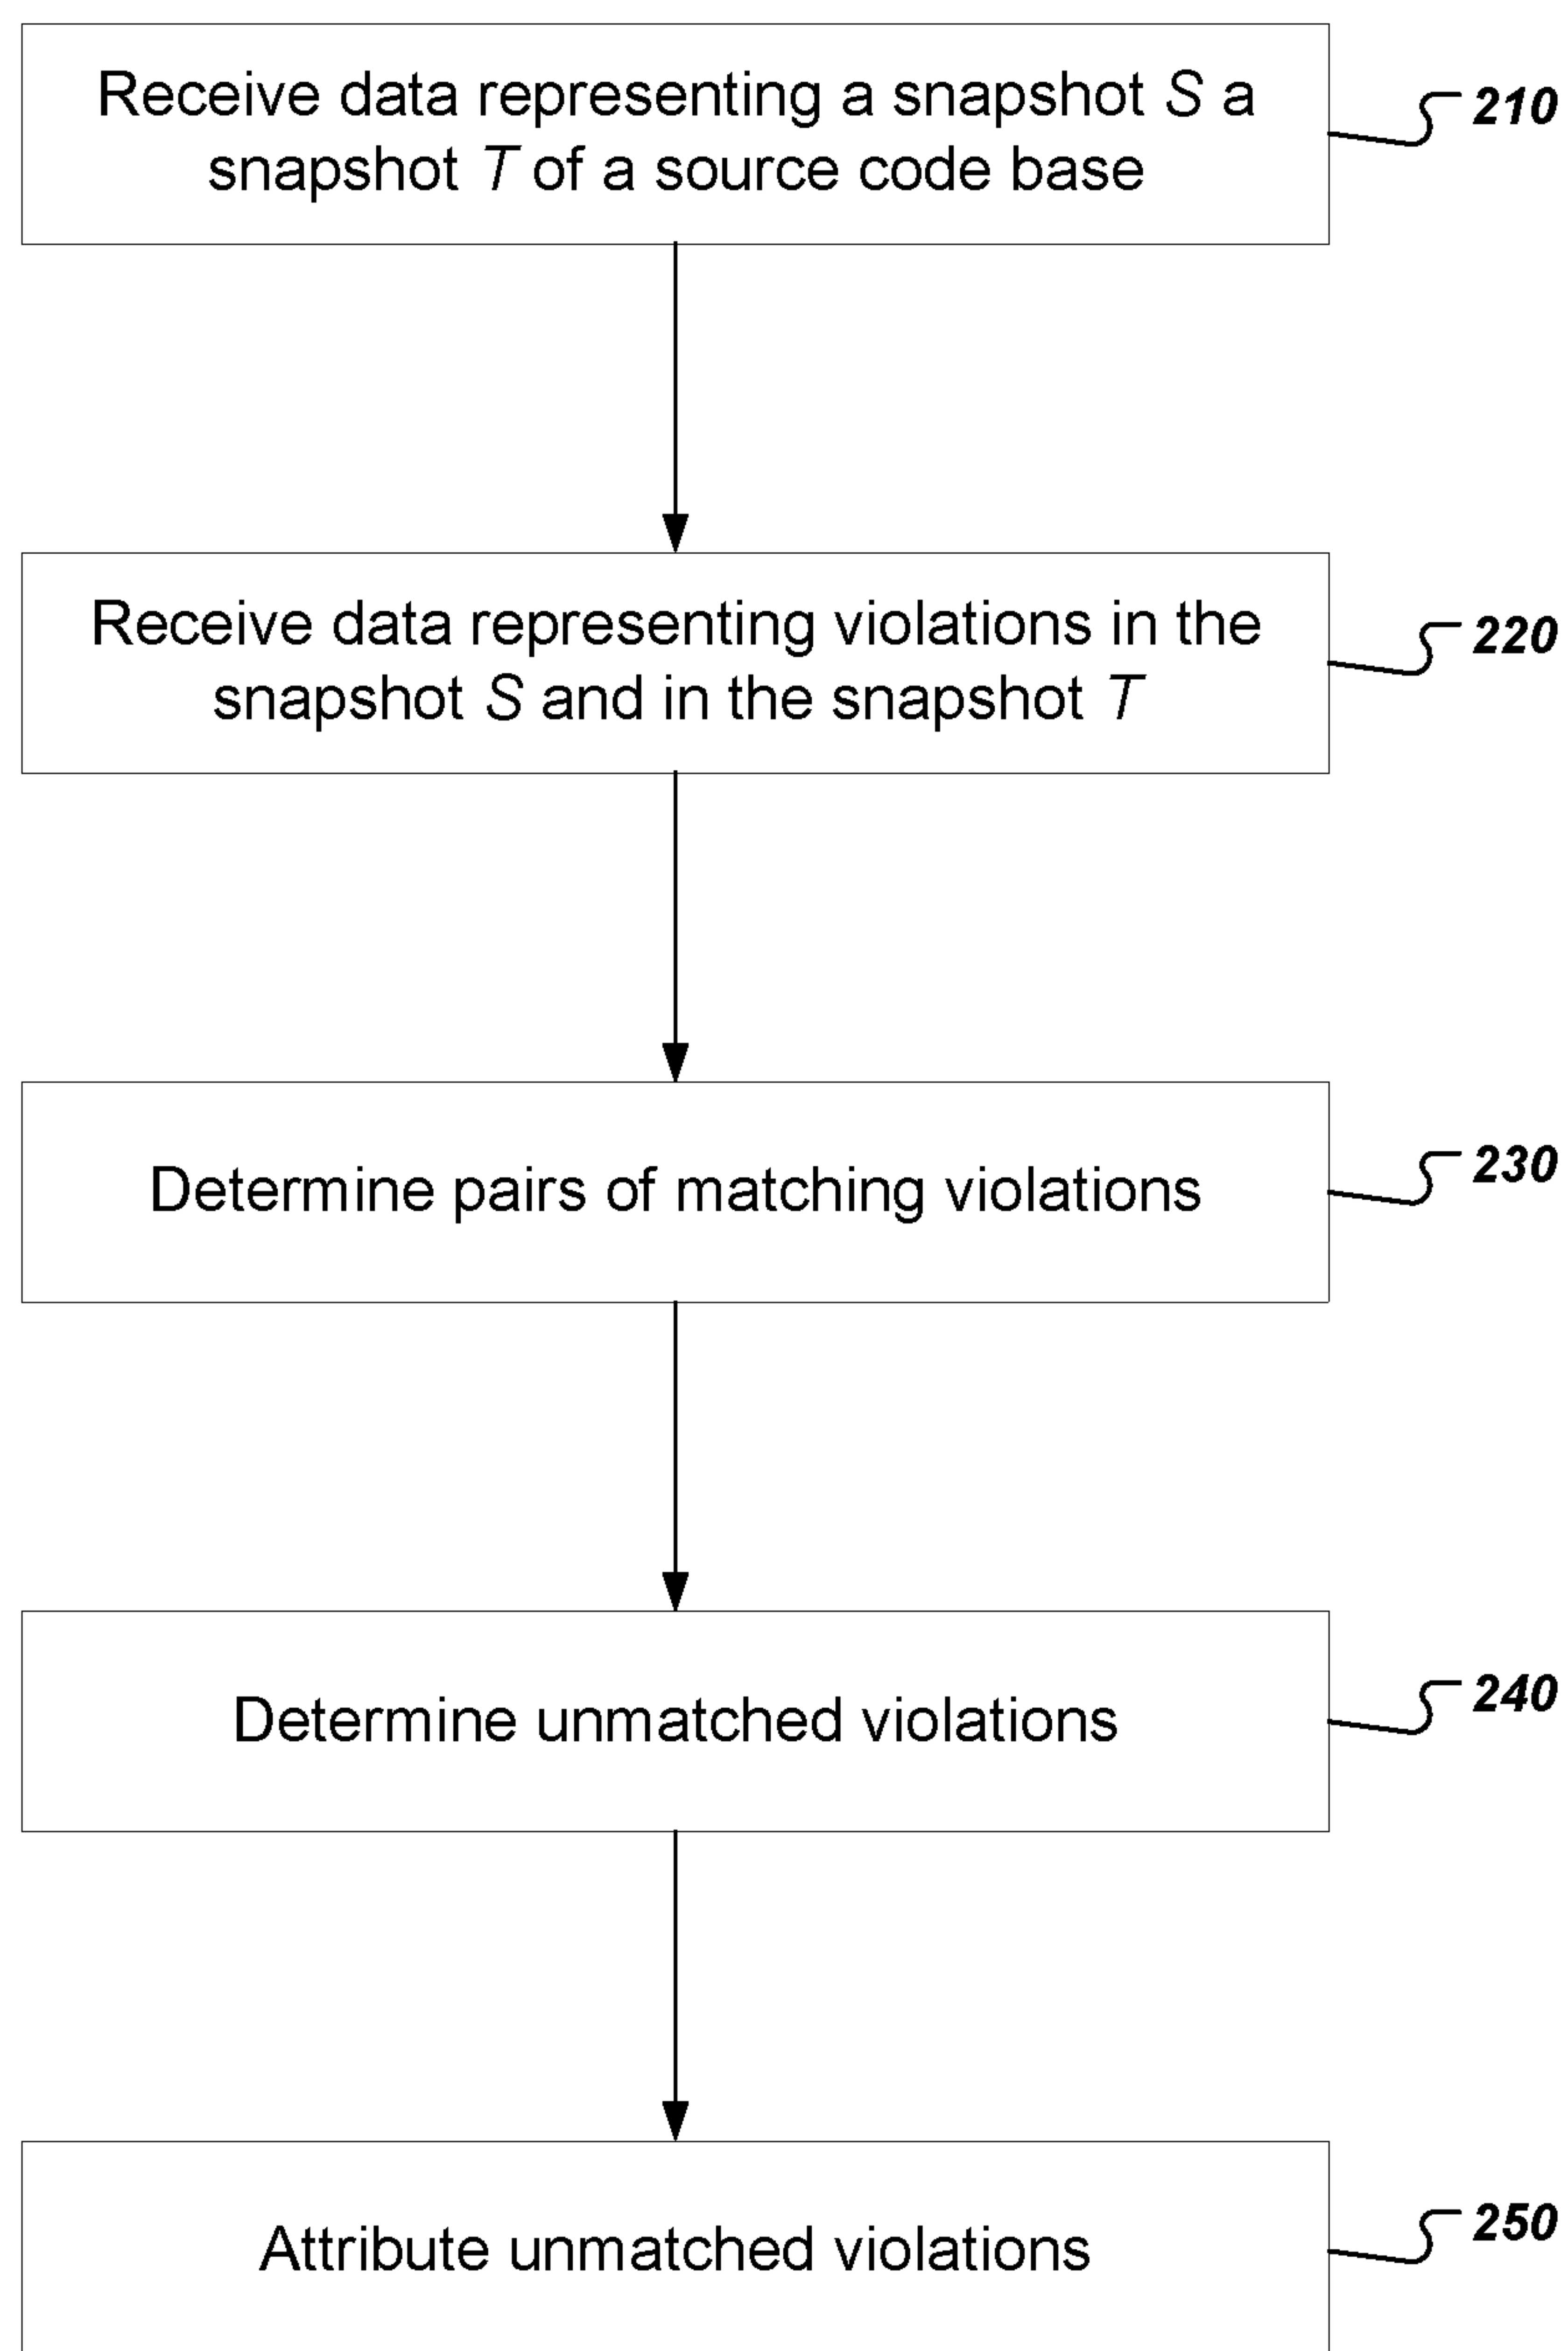 Receive data representing a snapshot S a
snapshot T of a source code base
210
Receive data representing violations in the
snapshot S and in the snapshot T
220
Determine pairs of matching violations
230
Determine unmatched violations
240
Attribute unmatched violations
250